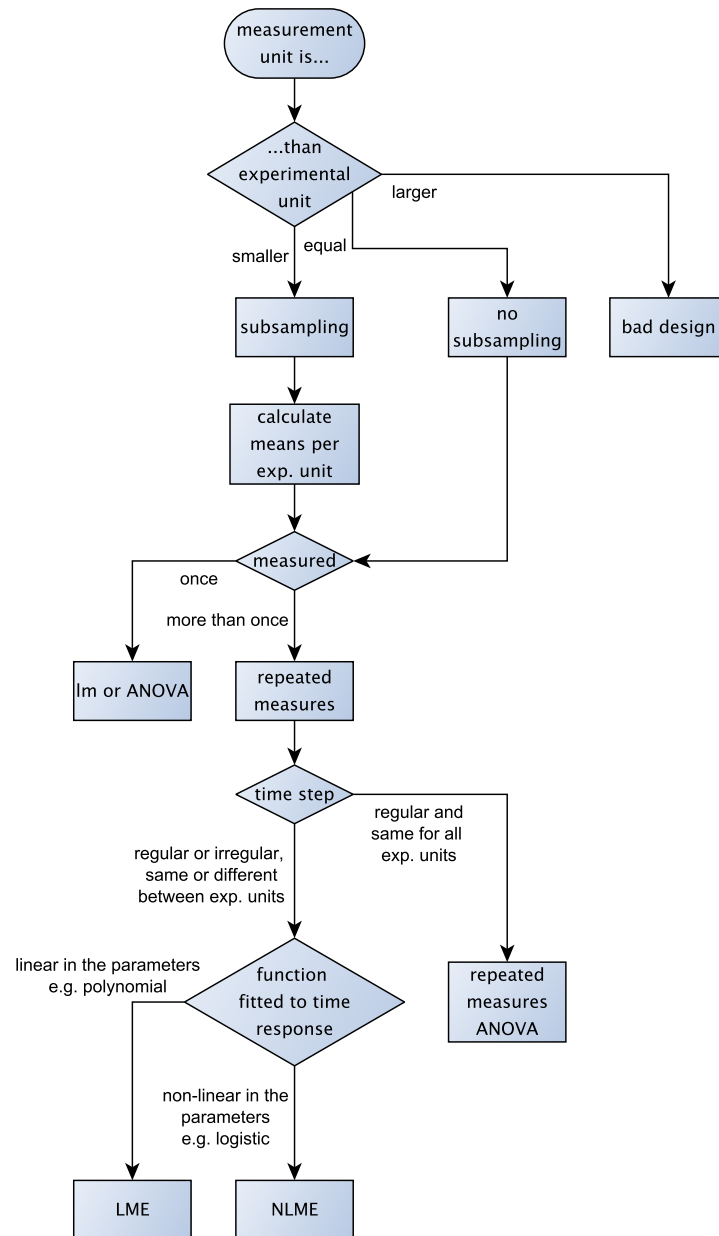 measurement
unit is...
...than
experimental
unit
larger
equal
smaller
subsampling
no
subsampling
bad design
calculate
means per
exp. unit
measured
once
more than once
lm or ANOVA
repeated
measures
time step
regular and
same for all
exp. units
regular or irregular,
same or different
between exp. units
linear in the parameters
e.g. polynomial
function
fitted to time
response
repeated
measures
ANOVA
non-linear in the
parameters
e.g. logistic
LME
NLME